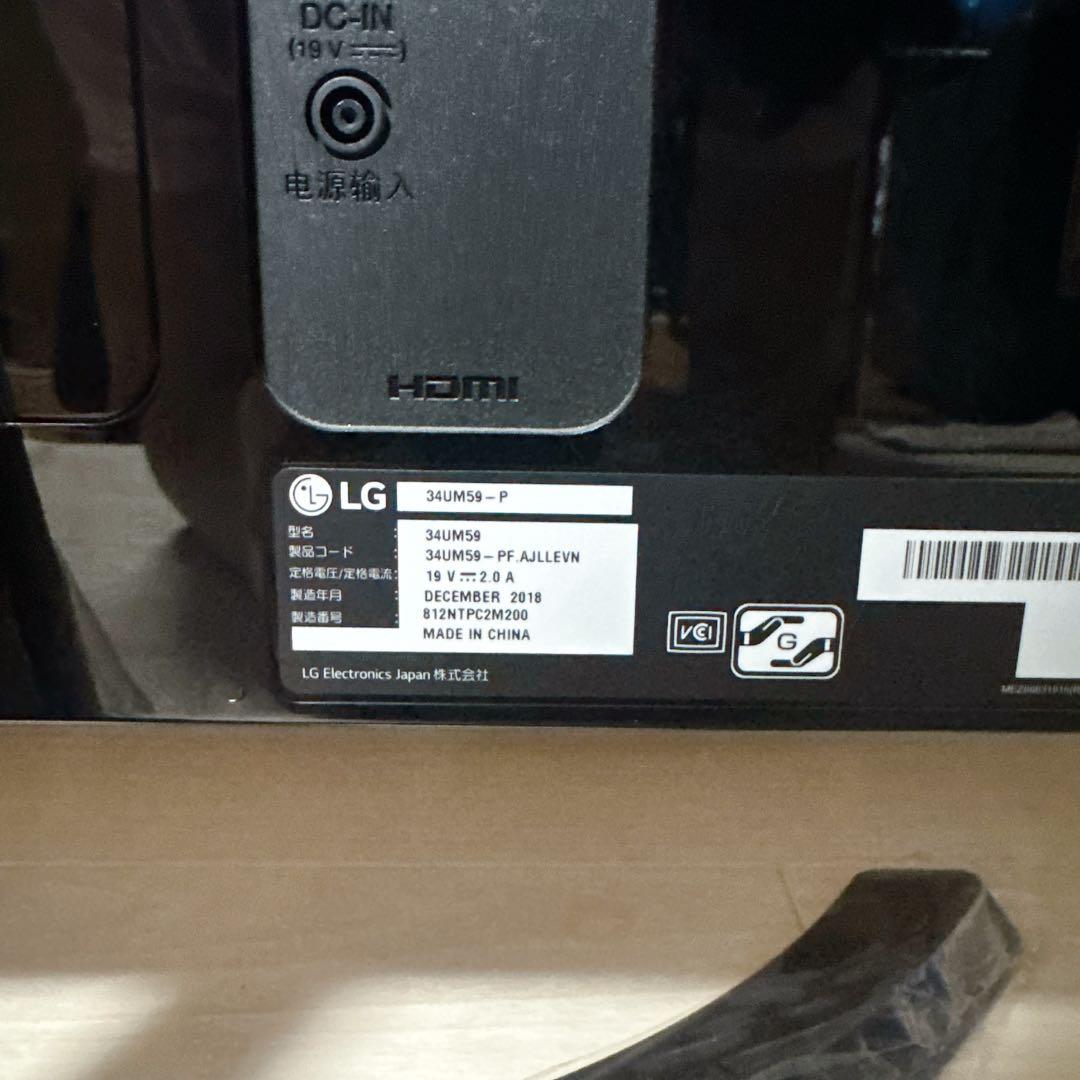 DC-IN
(19 V ⎓)
电源输入
HDMI
LG 34UM59-P
型名 : 34UM59
製品コード : 34UM59-PF.AJLLEVN
定格電圧/定格電流: 19 V ⎓ 2.0 A
製造年月 : DECEMBER 2018
製造番号 : 812NTPC2M200
MADE IN CHINA
VCI
G
LG Electronics Japan 株式会社